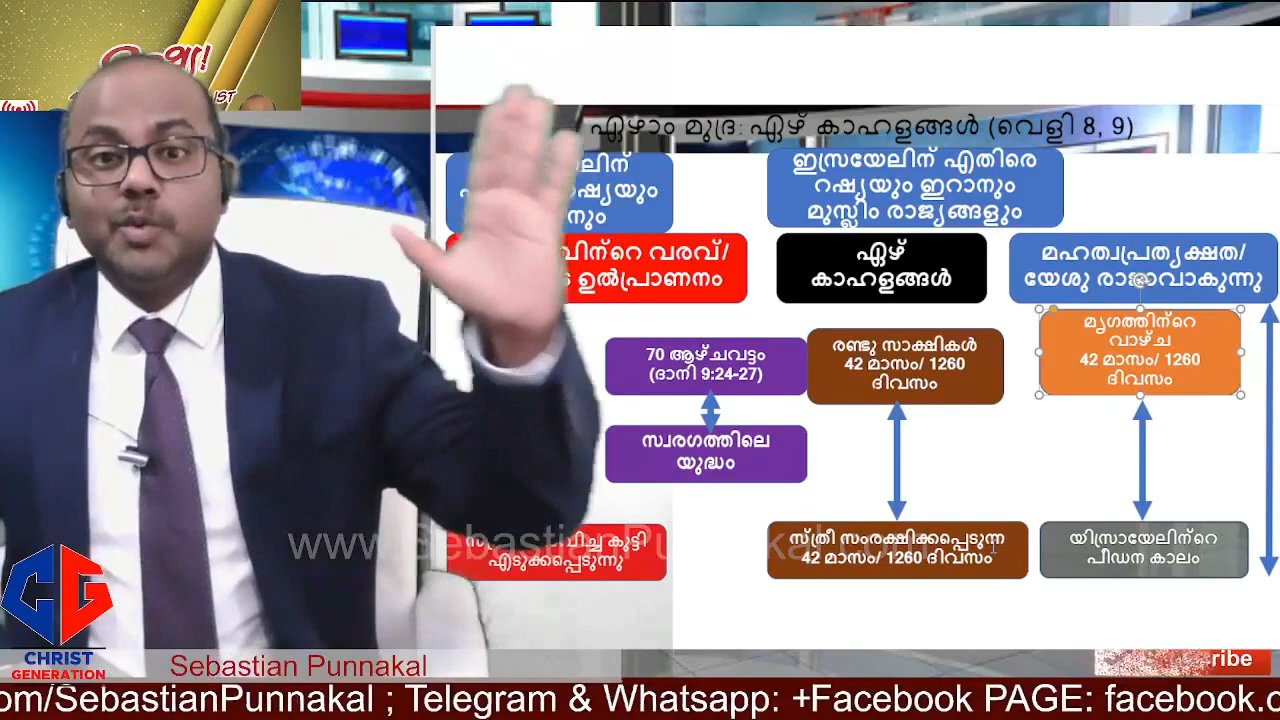 ഏഴാം മുദ്ര: ഏഴ് കാഹളങ്ങൾ (വെളി 8, 9)
ഇസ്രയേലിന് എതിരെ
റഷ്യയും ഇറാനും
മുസ്ലിം രാജ്യങ്ങളും
വരവ്/
ഉൽപ്രാണനം
ഏഴ്
കാഹളങ്ങൾ
മഹത്വപ്രത്യക്ഷത/
യേശു രാജാവാകുന്നു
70 ആഴ്ചവട്ടം
(ദാനി 9:24-27)
രണ്ടു സാക്ഷികൾ
42 മാസം/ 1260
ദിവസം
മൃഗത്തിന്റെ
വാഴ്ച
42 മാസം/ 1260
ദിവസം
സ്വരഗത്തിലെ
യുദ്ധം
കുട്ടി
എടുക്കപ്പെടുന്നു
സ്ത്രീ സംരക്ഷിക്കപ്പെടുന്ന
42 മാസം/ 1260 ദിവസം
യിസ്രായേലിന്റെ
പീഡന കാലം
CG
CHRIST
GENERATION
Sebastian Punnakal
om/SebastianPunnakal ; Telegram & Whatsapp: +Facebook PAGE: facebook.c